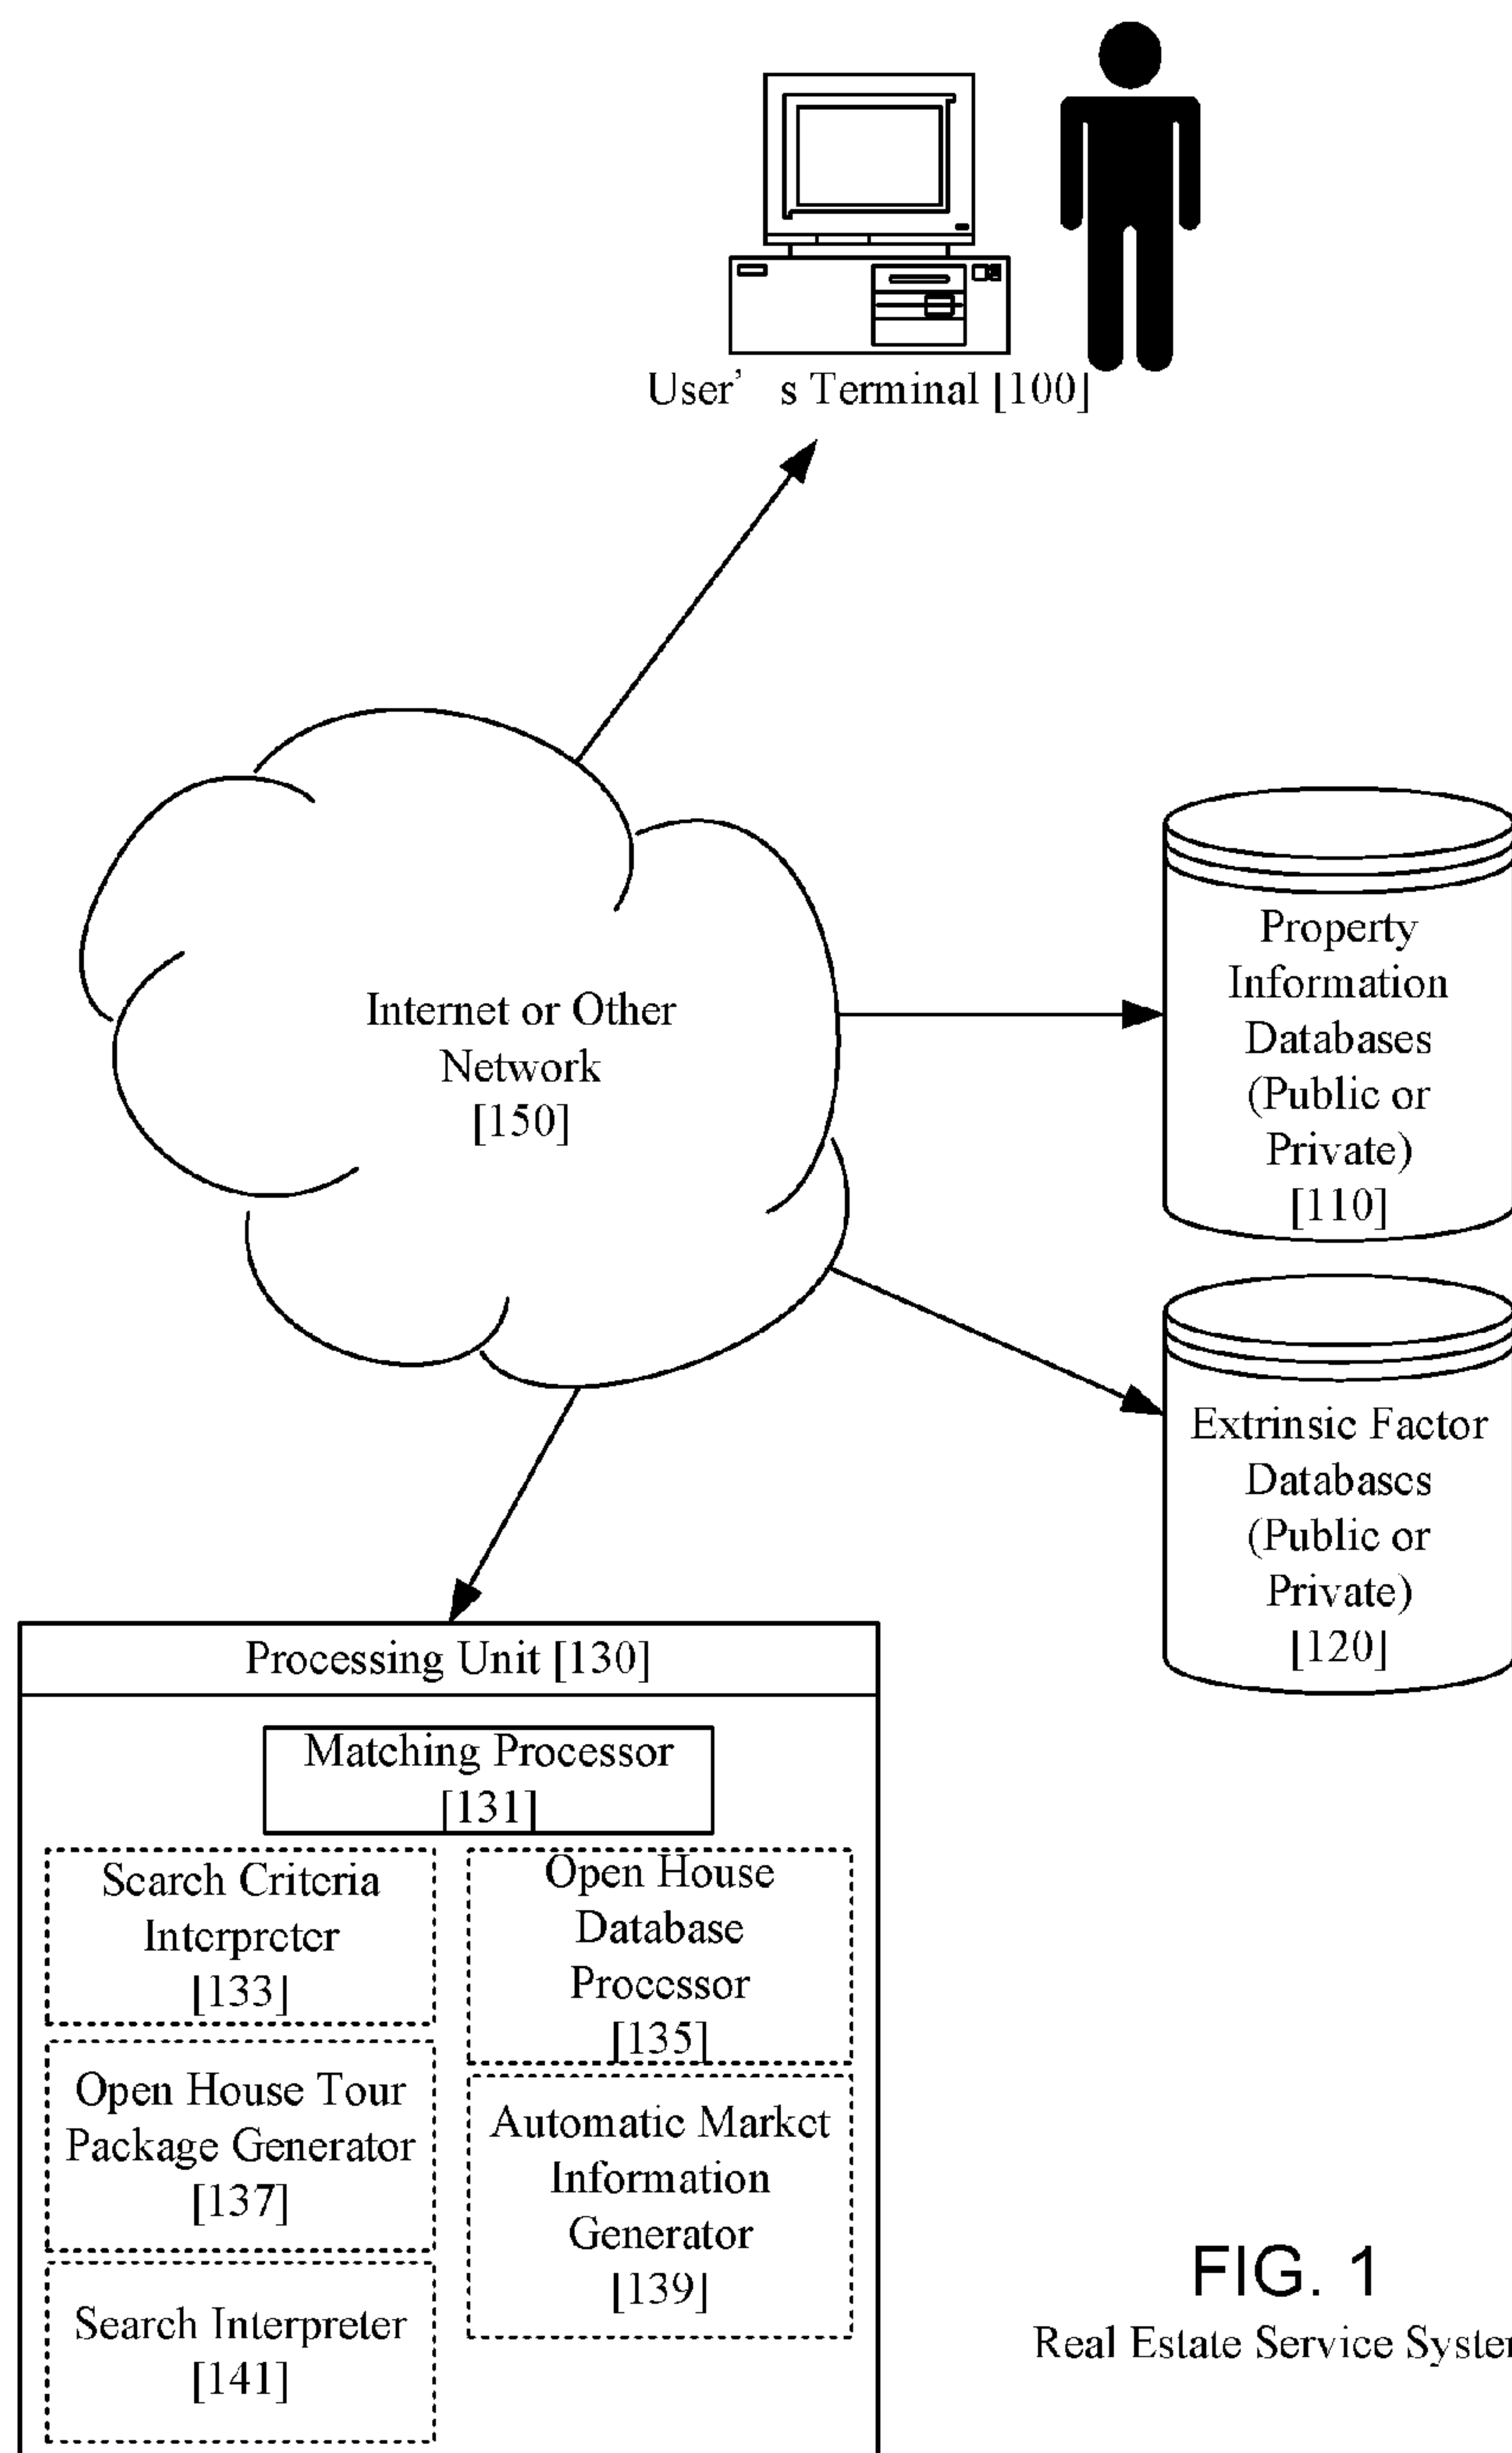 User's Terminal [100]
Internet or Other
Network
[150]
Property
Information
Databases
(Public or
Private)
[110]
Extrinsic Factor
Databases
(Public or
Private)
[120]
Processing Unit [130]
Matching Processor
[131]
Search Criteria
Interpreter
[133]
Open House
Database
Processor
[135]
Open House Tour
Package Generator
[137]
Automatic Market
Information
Generator
[139]
Search Interpreter
[141]
FIG. 1
Real Estate Service System